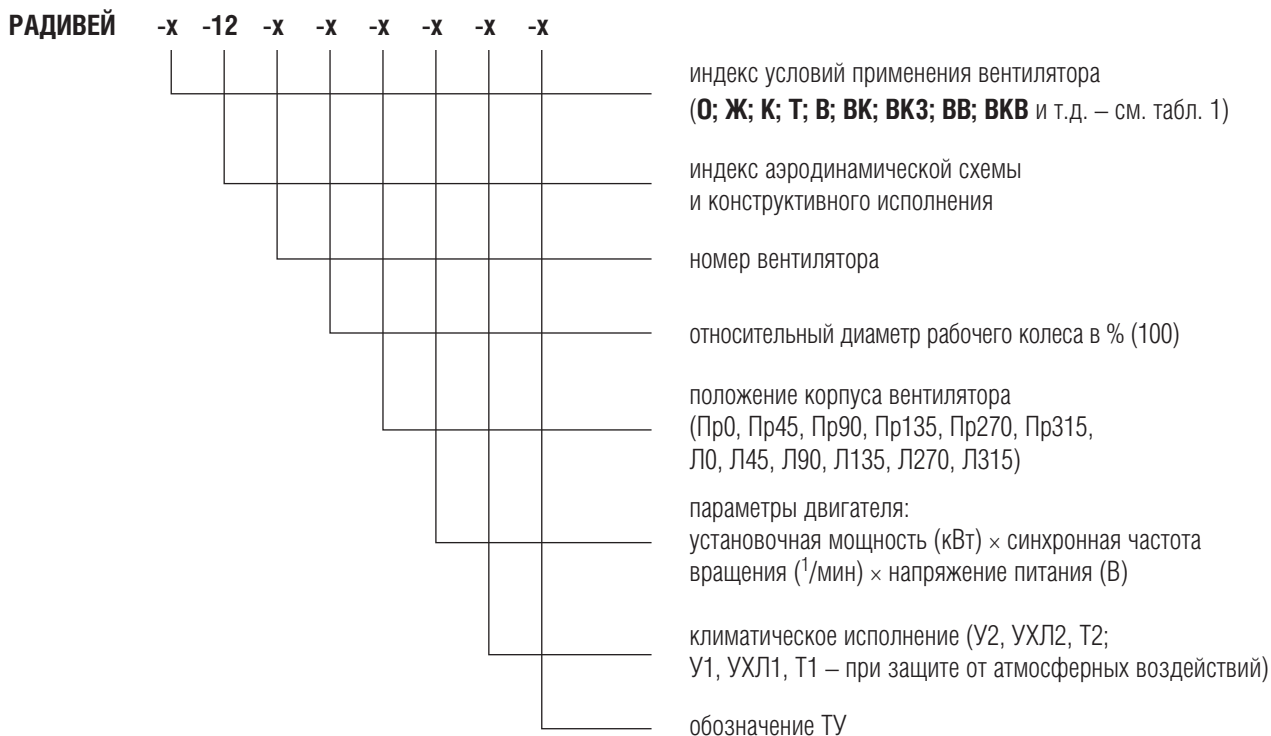 РАДИВЕЙ -х -12 -х -х -х -х -х -х
индекс условий применения вентилятора
(О; Ж; К; Т; В; ВК; ВК3; ВВ; ВКВ и т.д. – см. табл. 1)
индекс аэродинамической схемы
и конструктивного исполнения
номер вентилятора
относительный диаметр рабочего колеса в % (100)
положение корпуса вентилятора
(Пр0, Пр45, Пр90, Пр135, Пр270, Пр315,
Л0, Л45, Л90, Л135, Л270, Л315)
параметры двигателя:
установочная мощность (кВт) × синхронная частота
вращения (¹/мин) × напряжение питания (В)
климатическое исполнение (У2, УХЛ2, Т2;
У1, УХЛ1, Т1 – при защите от атмосферных воздействий)
обозначение ТУ